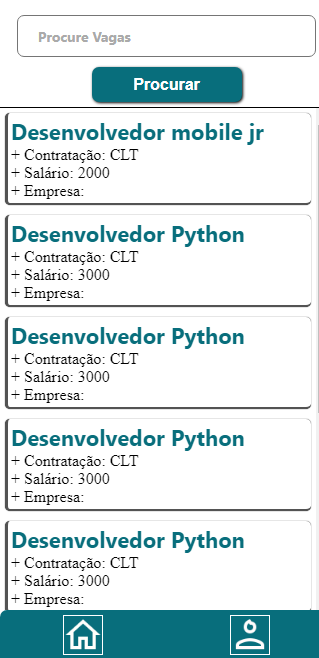 Procure Vagas
Procurar
Desenvolvedor mobile jr
+ Contratação: CLT
+ Salário: 2000
+ Empresa:
Desenvolvedor Python
+ Contratação: CLT
+ Salário: 3000
+ Empresa:
Desenvolvedor Python
+ Contratação: CLT
+ Salário: 3000
+ Empresa:
Desenvolvedor Python
+ Contratação: CLT
+ Salário: 3000
+ Empresa:
Desenvolvedor Python
+ Contratação: CLT
+ Salário: 3000
+ Empresa: